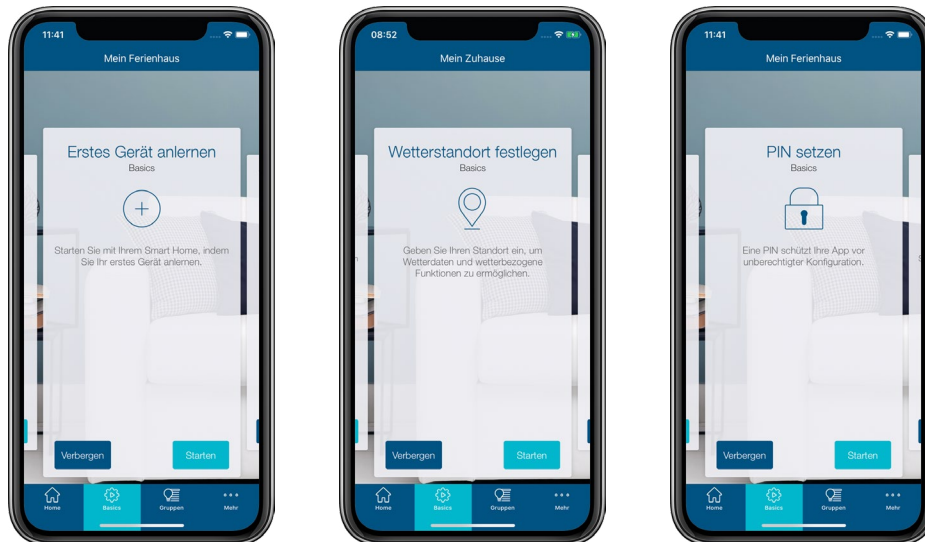 11:41
Mein Ferienhaus
Erstes Gerät anlernen
Basics
Starten Sie mit Ihrem Smart Home, indem
Sie Ihr erstes Gerät anlernen.
Verbergen
Starten
Home
Basics
Gruppen
Mehr
08:52
Mein Zuhause
Wetterstandort festlegen
Basics
Geben Sie Ihren Standort ein, um
Wetterdaten und wetterbezogene
Funktionen zu ermöglichen.
Verbergen
Starten
Home
Basics
Gruppen
Mehr
11:41
Mein Ferienhaus
PIN setzen
Basics
Eine PIN schützt Ihre App vor
unberechtigter Konfiguration.
Verbergen
Starten
Home
Basics
Gruppen
Mehr